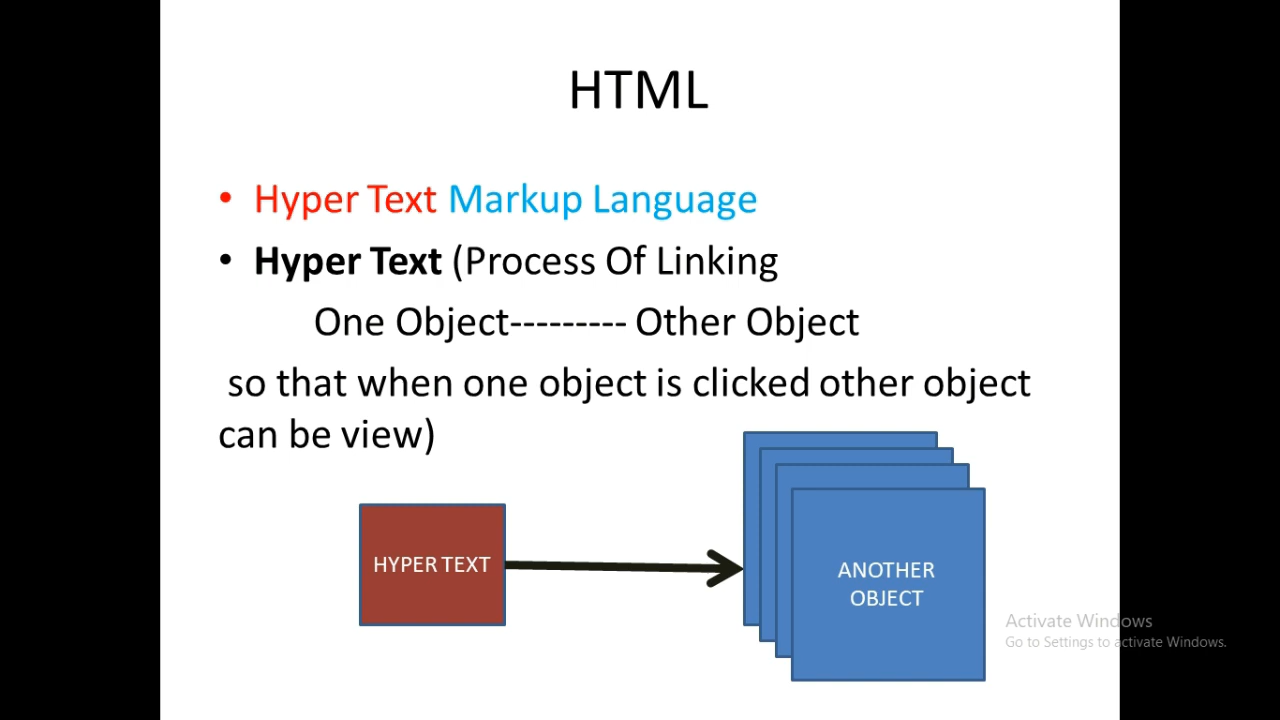 HTML
• Hyper Text Markup Language
• Hyper Text (Process Of Linking
One Object--------- Other Object
so that when one object is clicked other object
can be view)
HYPER TEXT
ANOTHER
OBJECT
Activate Windows
Go to Settings to activate Windows.